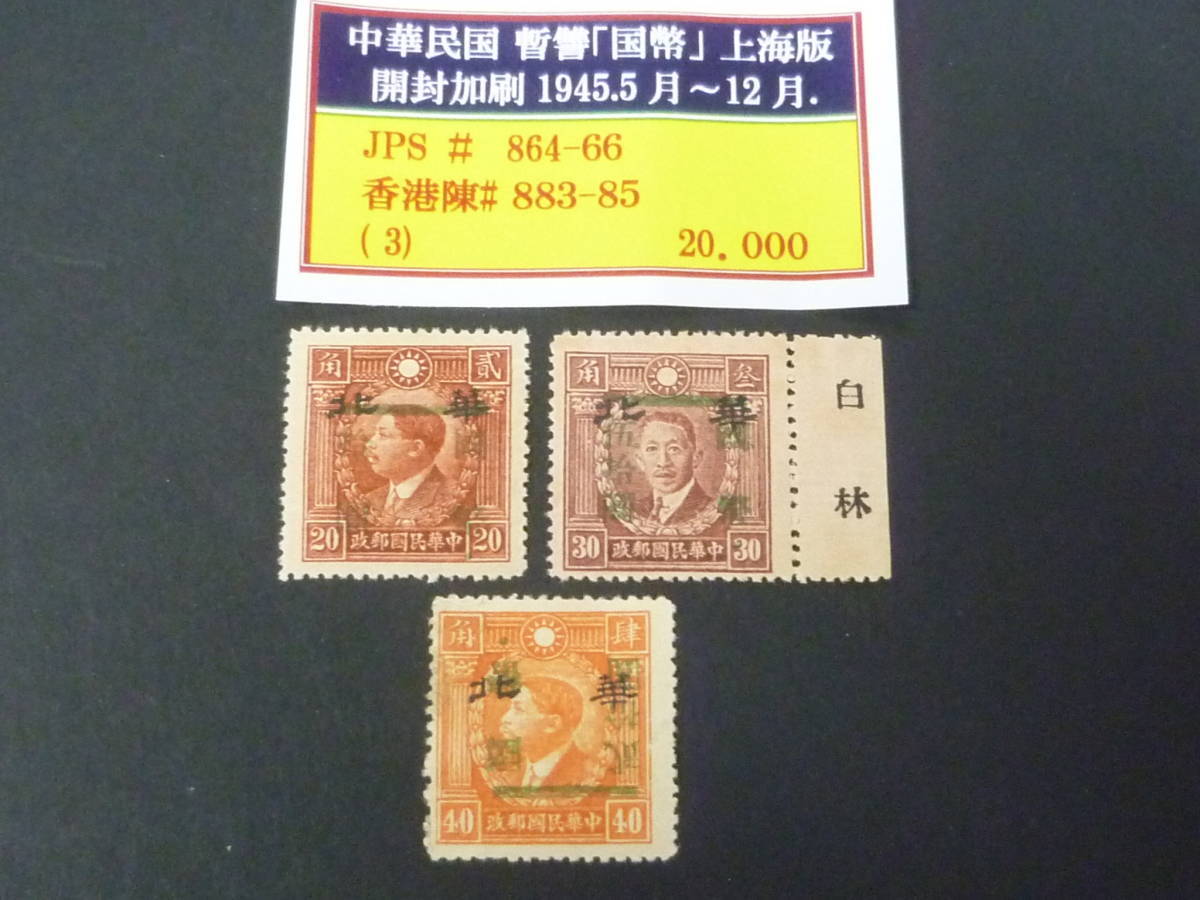 中華民国 暫讐「国幣」上海版
開封加刷 1945.5 月～12 月.
JPS # 864-66
香港陳# 883-85
(3) 20.000
角 貳
北 華
20 政郵國民華中 20
角 叁
北 華
30 政郵國民華中 30
白
林
角 肆
北 華
40 政郵國民華中 40